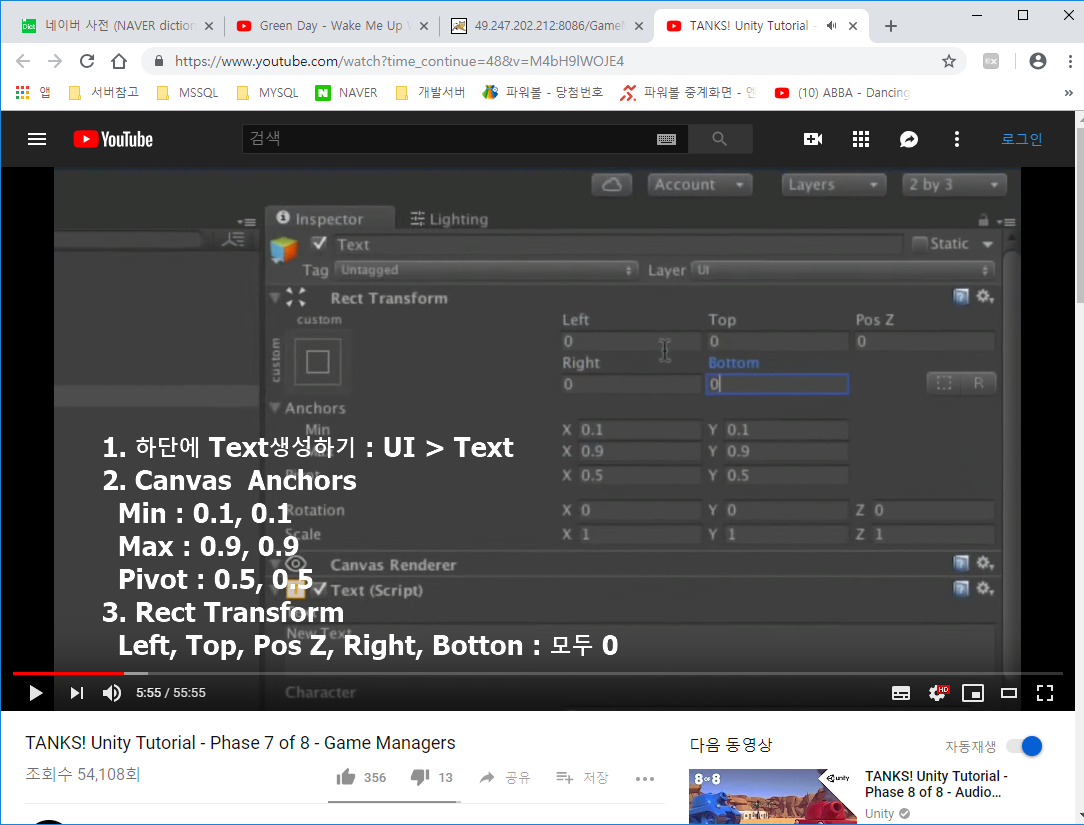 네이버 사전 (NAVER diction
Green Day - Wake Me Up W
49.247.202.212:8086/GameM
TANKS! Unity Tutorial -
https://www.youtube.com/watch?time_continue=48&v=M4bH9lWOJE4
앱
서버참고
MSSQL
MYSQL
NAVER
개발서버
파워볼 - 당첨번호
파워볼 중계화면 - 엔
(10) ABBA - Dancing
YouTube
검색
로그인
Account
Layers
2 by 3
Inspector
Lighting
Text
Static
Tag Untagged
Layer UI
Rect Transform
custom
custom
Left Top Pos Z
0 0 0
Right Bottom
0 0
R
Anchors
Min X 0.1 Y 0.1
X 0.9 Y 0.9
X 0.5 Y 0.5
Rotation X 0 Y 0 Z 0
Scale X 1 Y 1 Z 1
Canvas Renderer
Text (Script)
New Text
Character
1. 하단에 Text생성하기 : UI > Text
2. Canvas  Anchors
Min : 0.1, 0.1
Max : 0.9, 0.9
Pivot : 0.5, 0.5
3. Rect Transform
Left, Top, Pos Z, Right, Botton : 모두 0
5:55 / 55:55
HD
TANKS! Unity Tutorial - Phase 7 of 8 - Game Managers
조회수 54,108회
356
13
공유
저장
다음 동영상
자동재생
8 OF 8
unity
TANKS! Unity Tutorial -
Phase 8 of 8 - Audio...
Unity